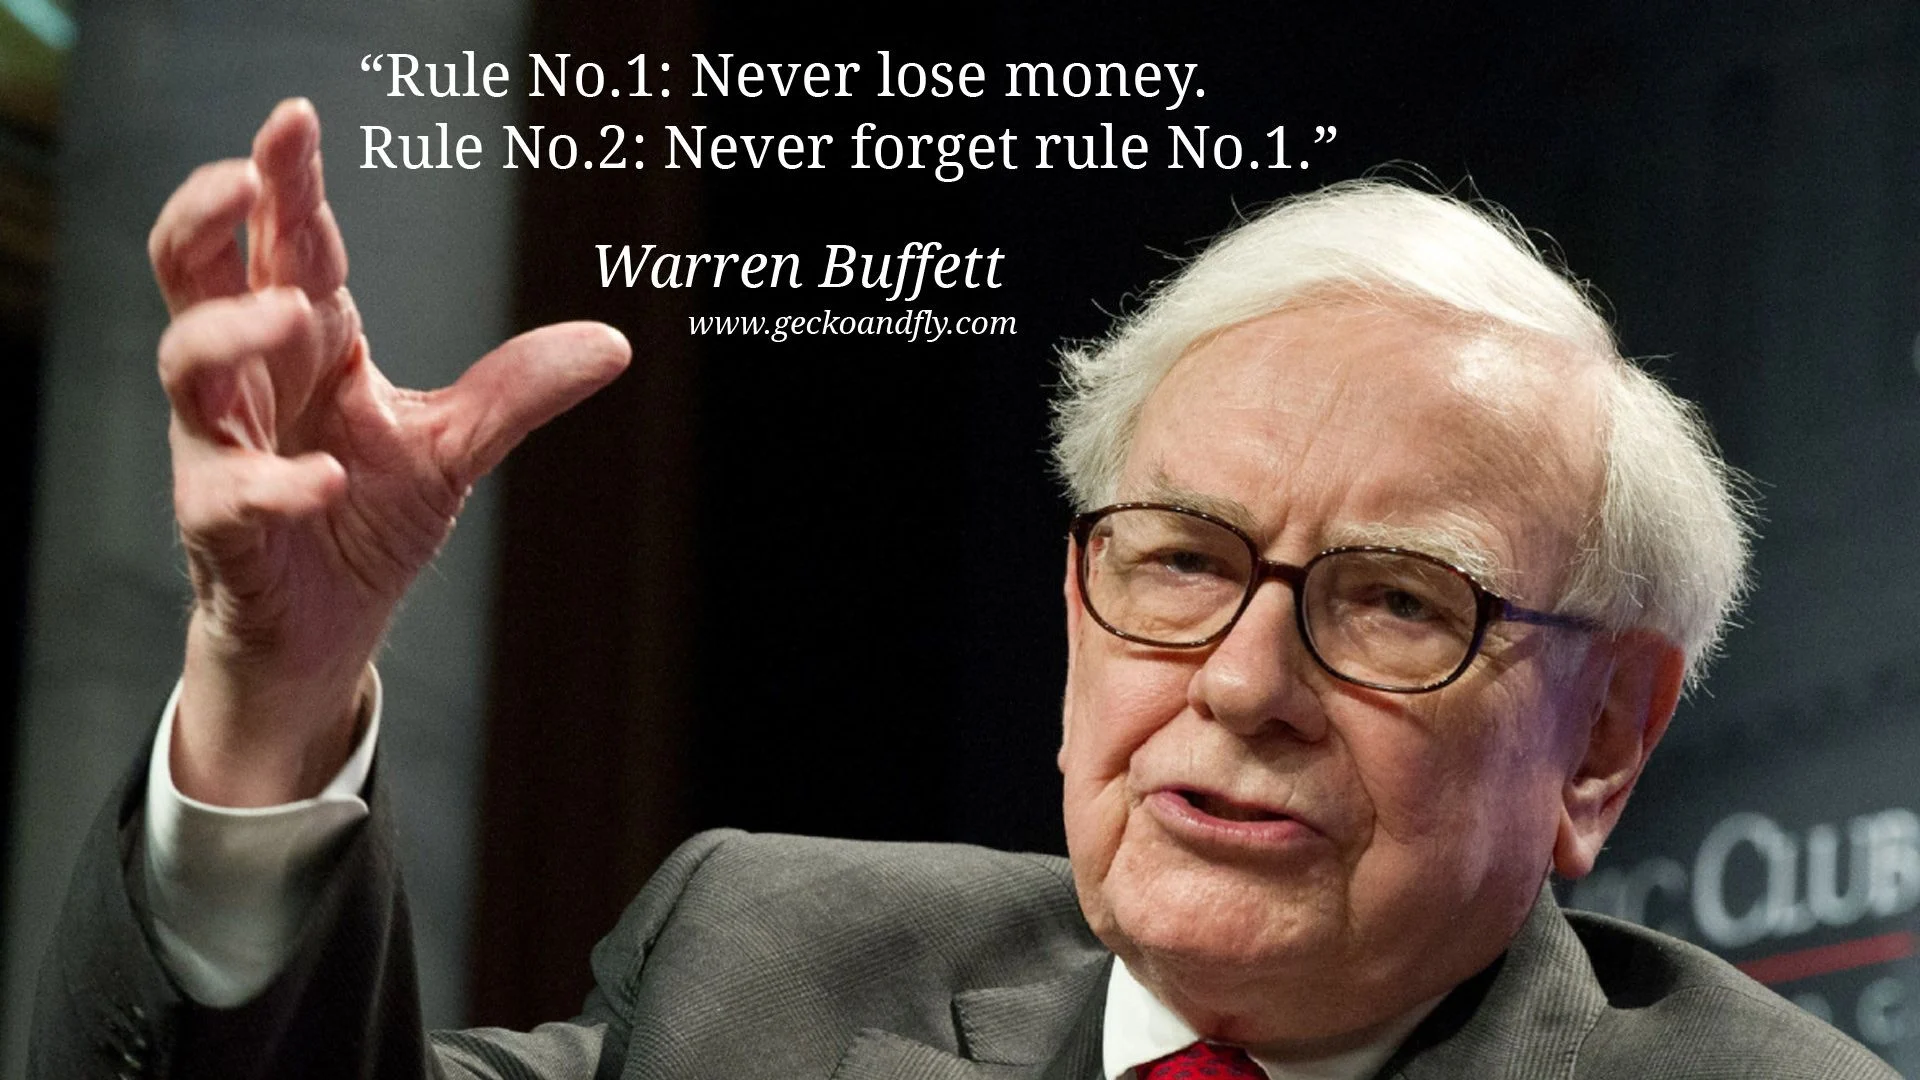 “Rule No.1: Never lose money.
Rule No.2: Never forget rule No.1.”
Warren Buffett
www.geckoandfly.com
Club